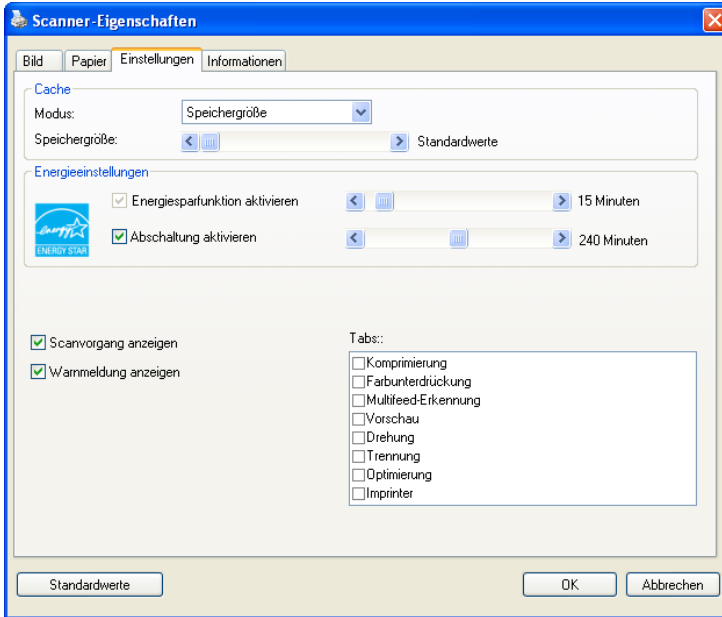 Scanner-Eigenschaften
Bild Papier Einstellungen Informationen
Cache
Modus: Speichergröße
Speichergröße: Standardwerte
Energieeinstellungen
Energiesparfunktion aktivieren 15 Minuten
energy
ENERGY STAR
Abschaltung aktivieren 240 Minuten
Scanvorgang anzeigen
Warnmeldung anzeigen
Tabs::
Komprimierung
Farbunterdrückung
Multifeed-Erkennung
Vorschau
Drehung
Trennung
Optimierung
Imprinter
Standardwerte OK Abbrechen